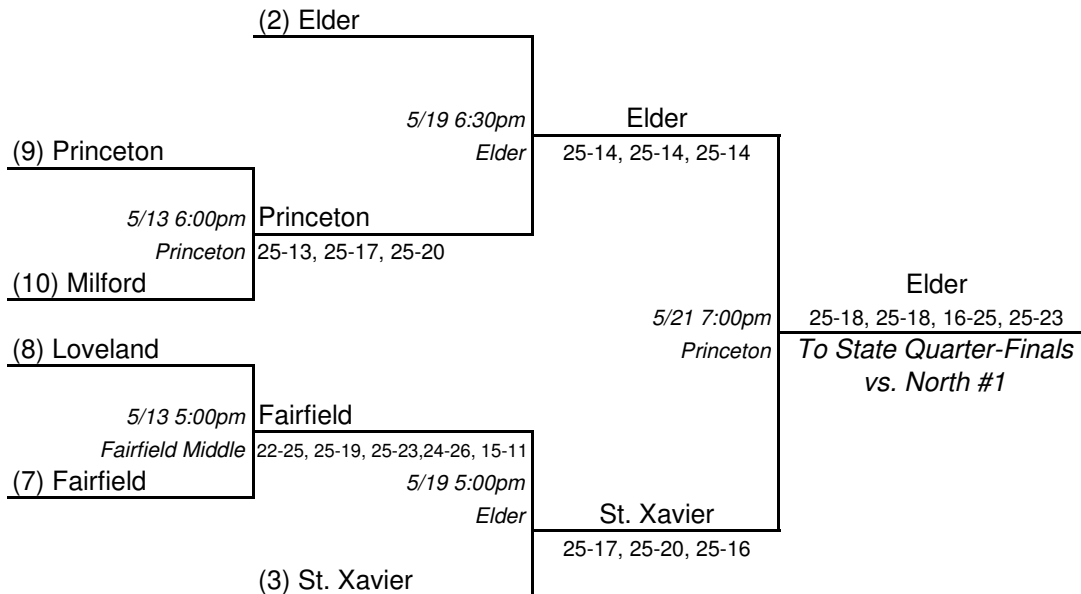 (2) Elder
5/19 6:30pm
Elder
Elder
25-14, 25-14, 25-14
(9) Princeton
5/13 6:00pm
Princeton
Princeton
25-13, 25-17, 25-20
(10) Milford
Elder
5/21 7:00pm
25-18, 25-18, 16-25, 25-23
Princeton
To State Quarter-Finals
vs. North #1
(8) Loveland
5/13 5:00pm
Fairfield
Fairfield Middle
22-25, 25-19, 25-23,24-26, 15-11
(7) Fairfield
5/19 5:00pm
Elder
St. Xavier
25-17, 25-20, 25-16
(3) St. Xavier